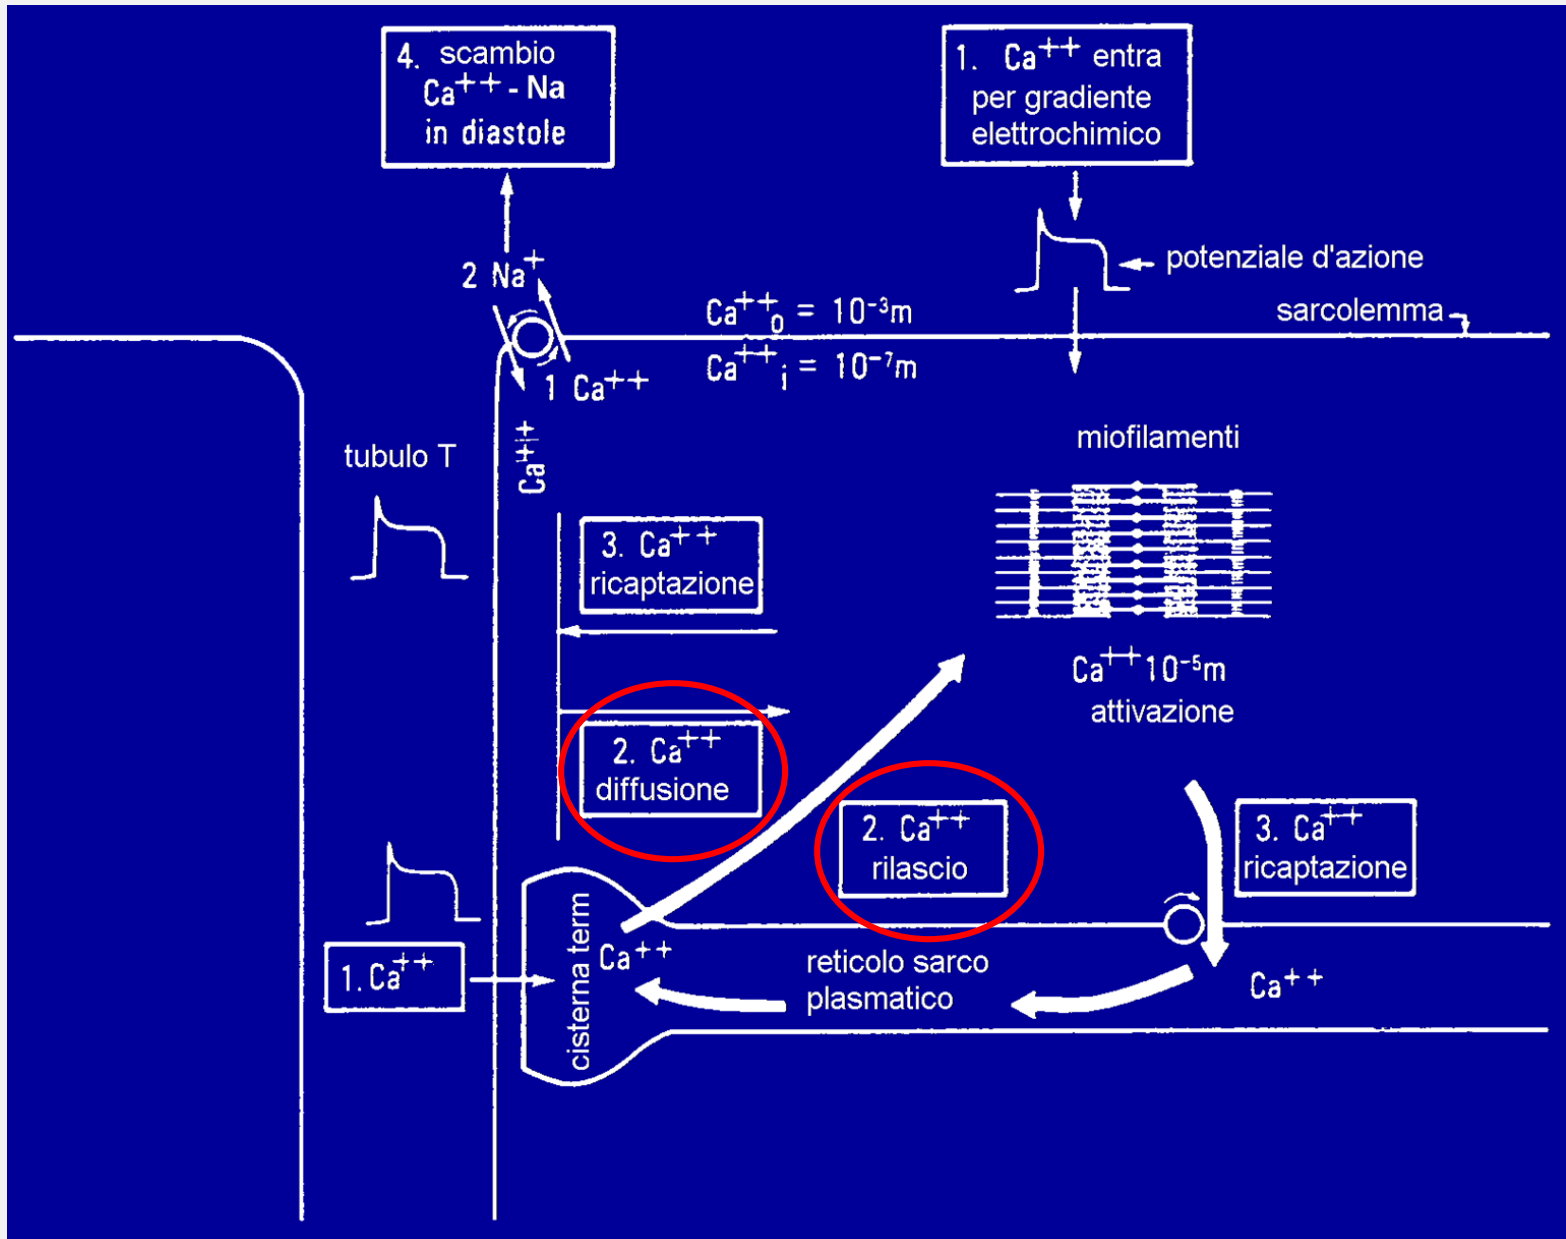 4. scambio
Ca++ - Na
in diastole
1. Ca++ entra
per gradiente
elettrochimico
potenziale d'azione
2 Na+
Ca++o = 10-3m
sarcolemma
Ca++i = 10-7m
1 Ca++
Ca++
tubulo T
miofilamenti
3. Ca++
ricaptazione
Ca++ 10-5m
attivazione
2. Ca++
diffusione
2. Ca++
rilascio
3. Ca++
ricaptazione
cisterna term
Ca++
reticolo sarco
plasmatico
1. Ca++
Ca++